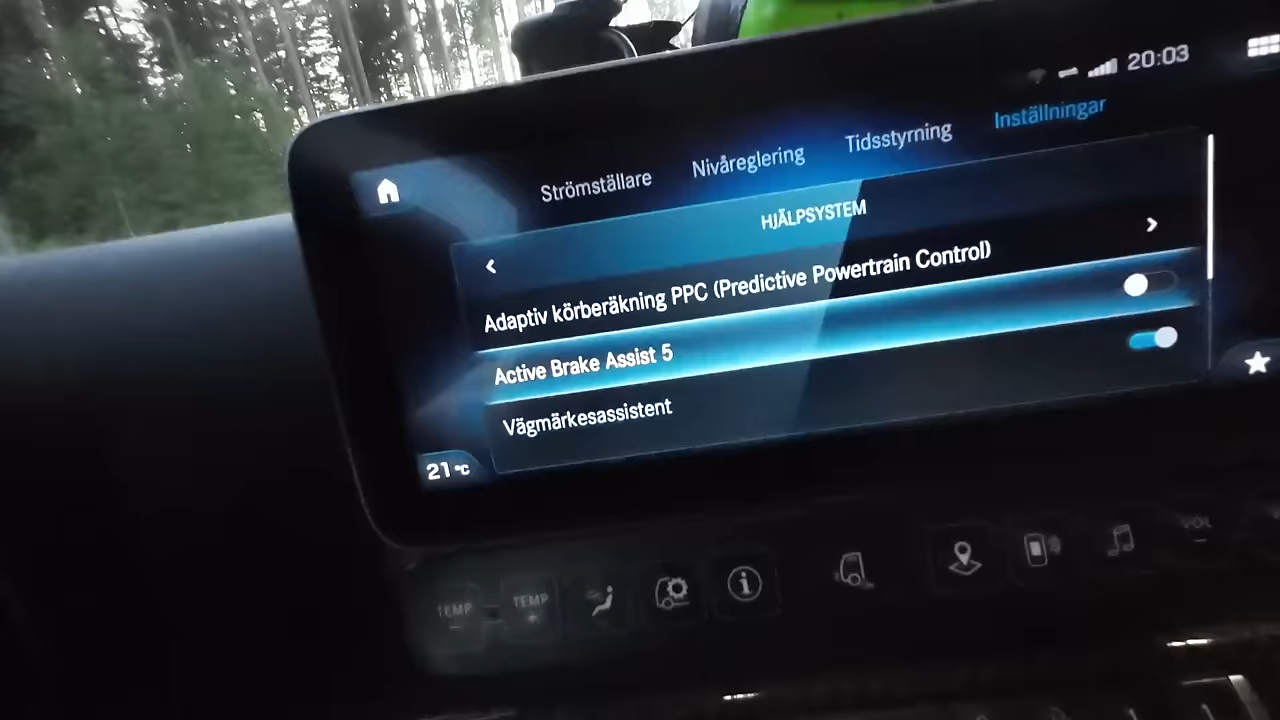 20:03
Strömställare Nivåreglering Tidsstyrning Inställningar
HJÄLPSYSTEM
Adaptiv körberäkning PPC (Predictive Powertrain Control)
Active Brake Assist 5
Vägmärkesassistent
21°C
TEMP TEMP VOL